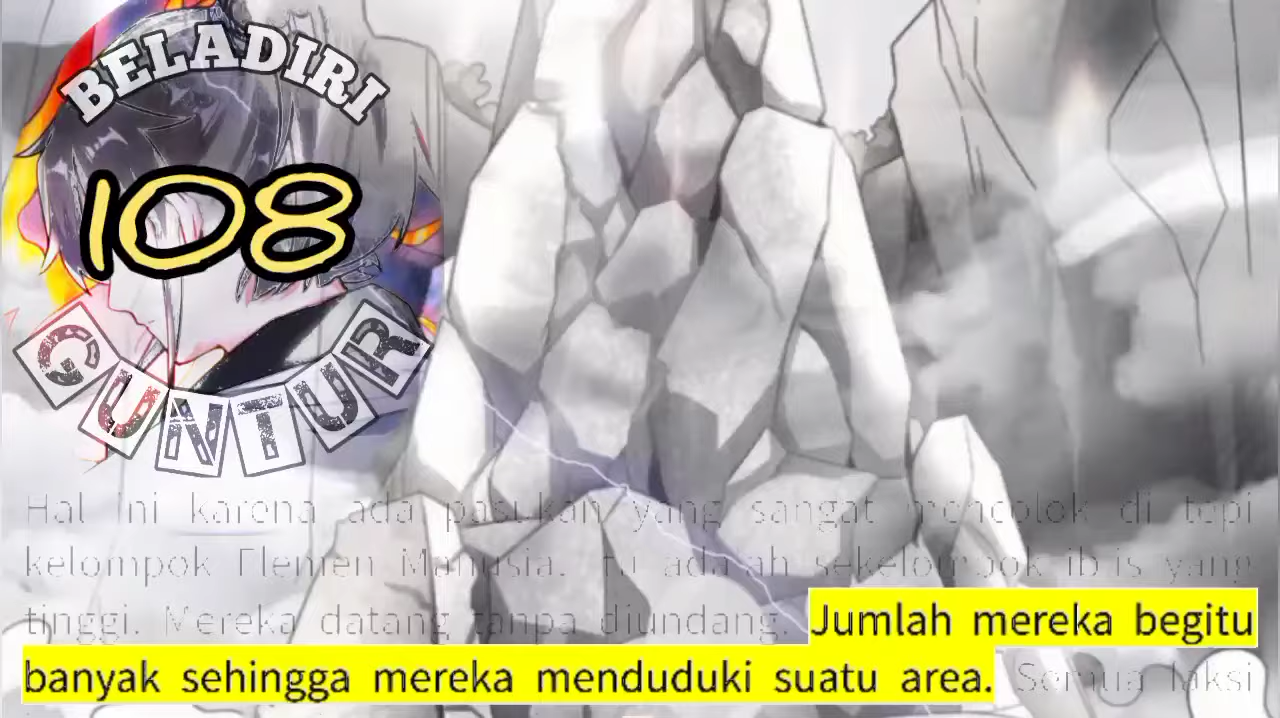 BELADIRI
108
GUNTUR
Hal ini karena ada pasukan yang sangat mencolok di tepi
kelompok Elemen Manusia. Itu adalah sekelompok iblis yang
tinggi. Mereka datang tanpa diundang. Jumlah mereka begitu
banyak sehingga mereka menduduki suatu area. Semua faksi